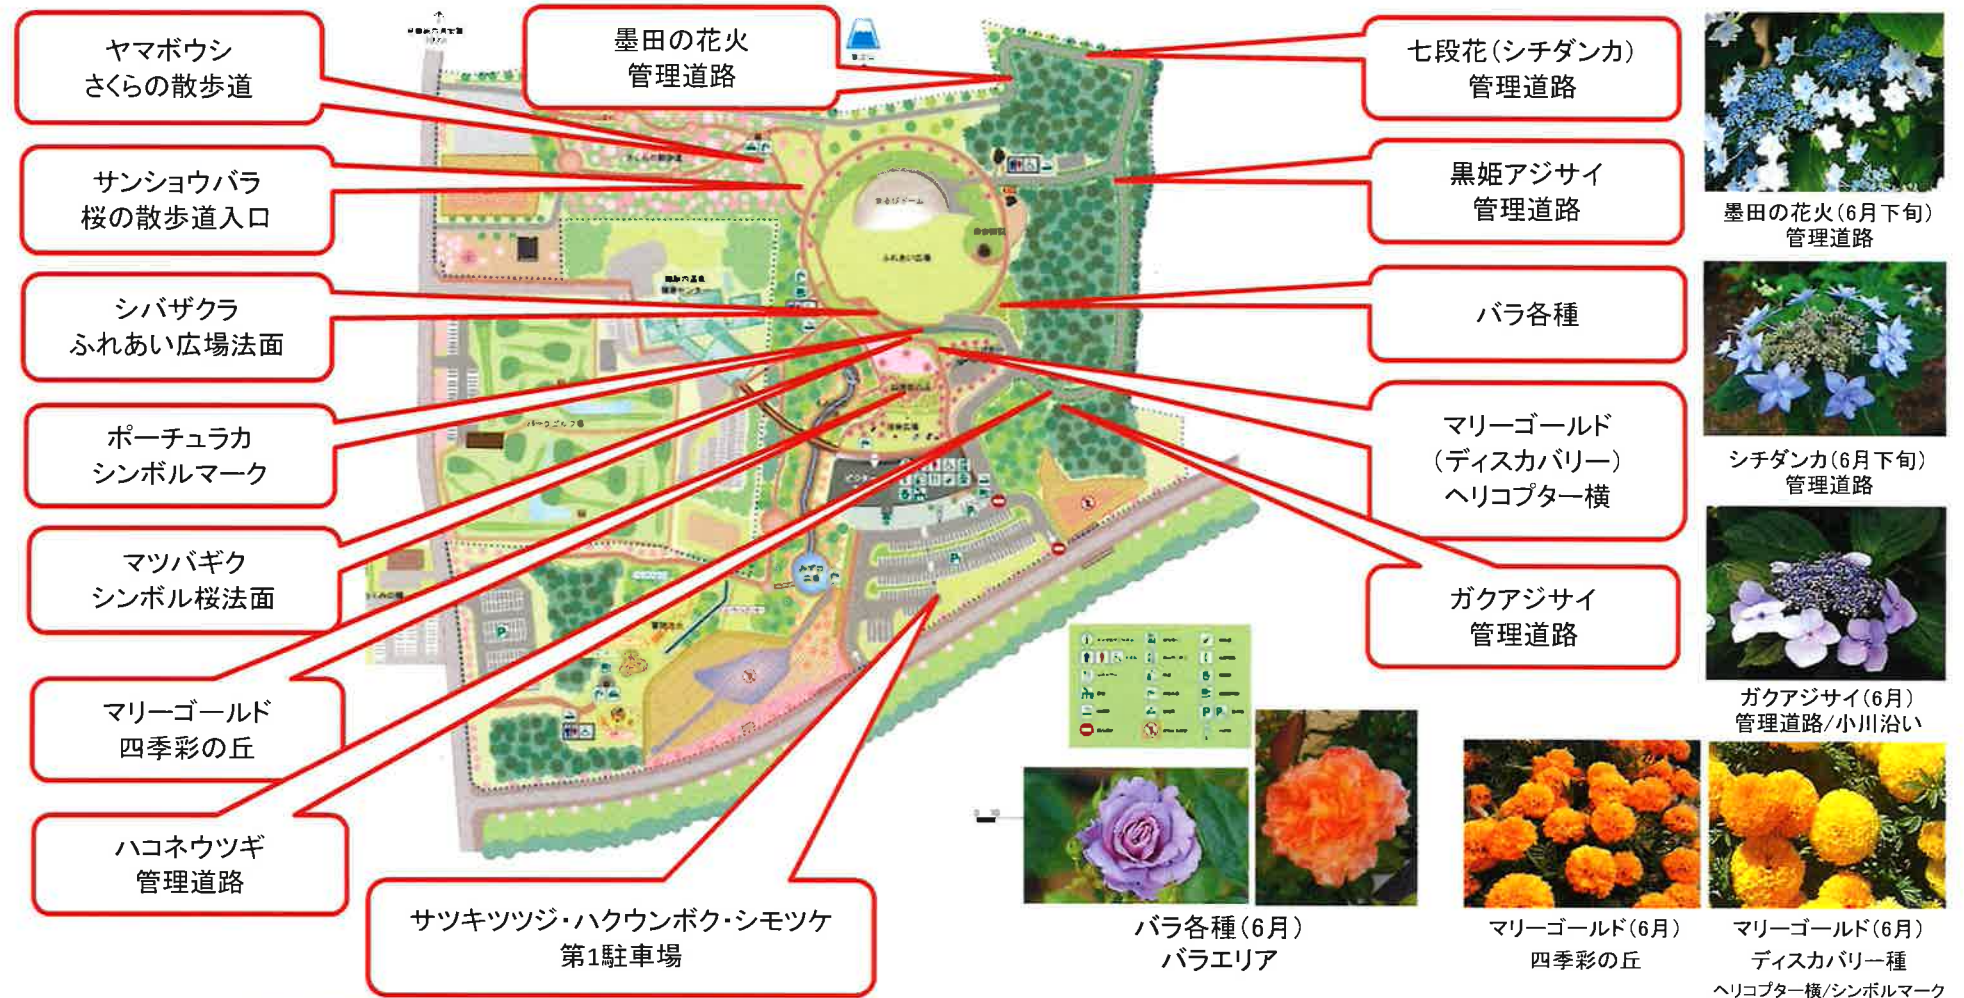 ヤマボウシ
さくらの散歩道
墨田の花火
管理道路
七段花(シチダンカ)
管理道路
サンショウバラ
桜の散歩道入口
黒姫アジサイ
管理道路
シバザクラ
ふれあい広場法面
バラ各種
ポーチュラカ
シンボルマーク
マリーゴールド
(ディスカバリー)
ヘリコプター横
マツバギク
シンボル桜法面
ガクアジサイ
管理道路
マリーゴールド
四季彩の丘
ハコネウツギ
管理道路
サツキツツジ・ハクウンボク・シモツケ
第1駐車場
さくらの散歩道
ふれあい広場
パークゴルフ場
墨田の花火(6月下旬)
管理道路
シチダンカ(6月下旬)
管理道路
ガクアジサイ(6月)
管理道路/小川沿い
バラ各種(6月)
バラエリア
マリーゴールド(6月)
四季彩の丘
マリーゴールド(6月)
ディスカバリー種
ヘリコプター横/シンボルマーク